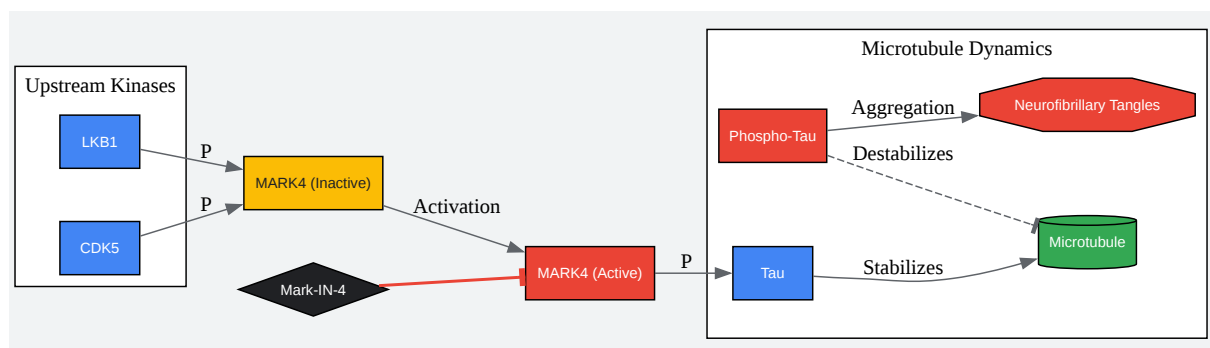 Microtubule Dynamics
Upstream Kinases
LKB1
CDK5
P
P
MARK4 (Inactive)
Activation
Mark-IN-4
MARK4 (Active)
P
Phospho-Tau
Aggregation
Neurofibrillary Tangles
Destabilizes
Microtubule
Tau
Stabilizes